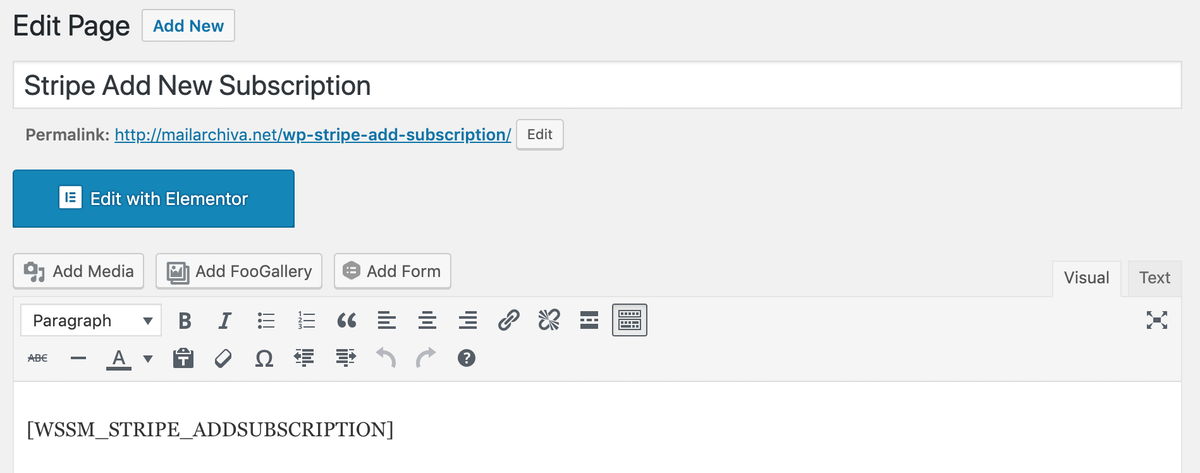 Edit Page Add New
Stripe Add New Subscription
Permalink: http://mailarchiva.net/wp-stripe-add-subscription/ Edit
Edit with Elementor
Add Media Add FooGallery Add Form Visual Text
Paragraph B I
ABC A T Ω ?
[WSSM_STRIPE_ADDSUBSCRIPTION]